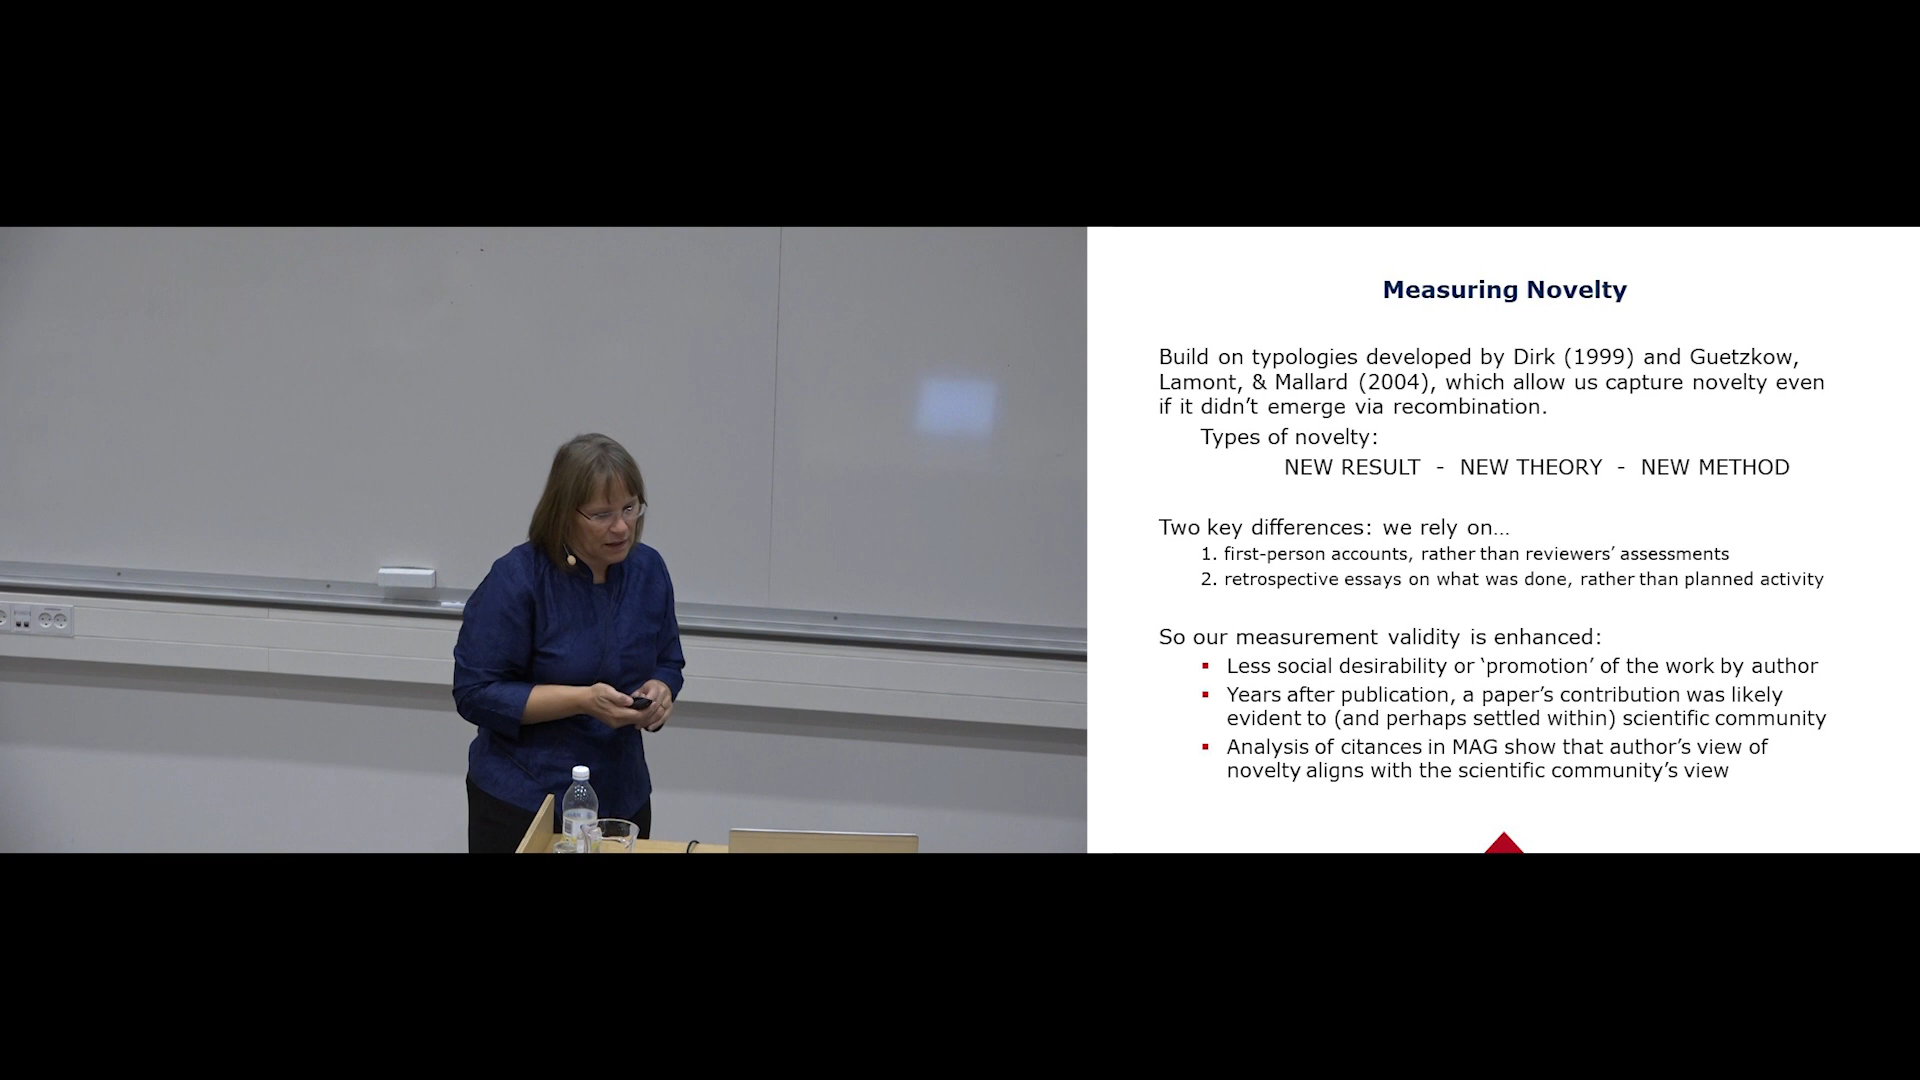 Measuring Novelty
Build on typologies developed by Dirk (1999) and Guetzkow,
Lamont, & Mallard (2004), which allow us capture novelty even
if it didn’t emerge via recombination.
Types of novelty:
NEW RESULT - NEW THEORY - NEW METHOD
Two key differences: we rely on…
1. first-person accounts, rather than reviewers’ assessments
2. retrospective essays on what was done, rather than planned activity
So our measurement validity is enhanced:
▪ Less social desirability or ‘promotion’ of the work by author
▪ Years after publication, a paper’s contribution was likely
evident to (and perhaps settled within) scientific community
▪ Analysis of citances in MAG show that author’s view of
novelty aligns with the scientific community’s view